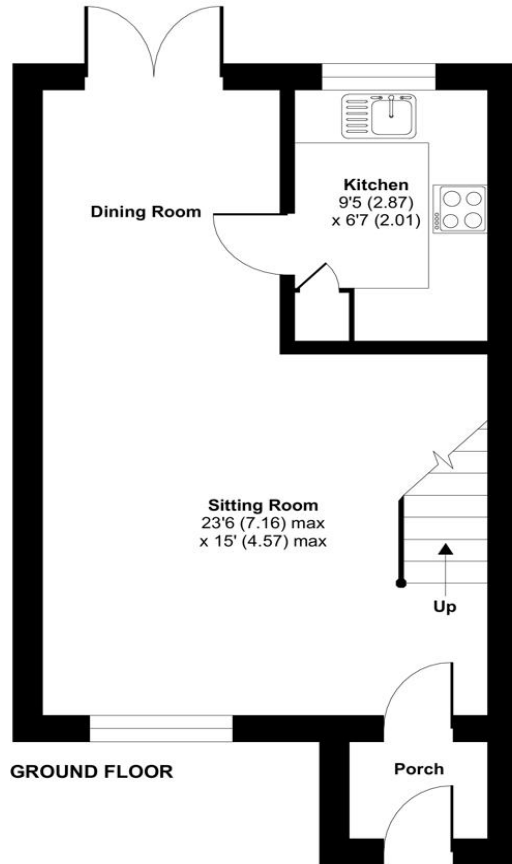 Dining Room
Kitchen
9'5 (2.87)
x 6'7 (2.01)
Sitting Room
23'6 (7.16) max
x 15' (4.57) max
Up
GROUND FLOOR
Porch